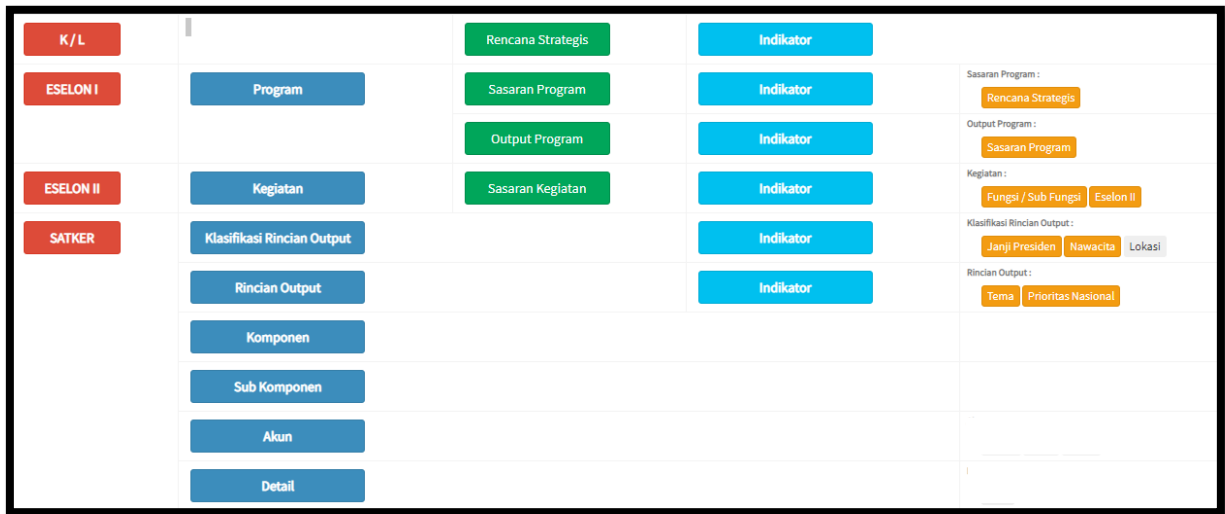 K / L
Rencana Strategis
Indikator
ESELON I
Program
Sasaran Program
Indikator
Sasaran Program :
Rencana Strategis
Output Program
Indikator
Output Program :
Sasaran Program
ESELON II
Kegiatan
Sasaran Kegiatan
Indikator
Kegiatan :
Fungsi / Sub Fungsi Eselon II
SATKER
Klasifikasi Rincian Output
Indikator
Klasifikasi Rincian Output :
Janji Presiden Nawacita Lokasi
Rincian Output
Indikator
Rincian Output :
Tema Prioritas Nasional
Komponen
Sub Komponen
Akun
Detail